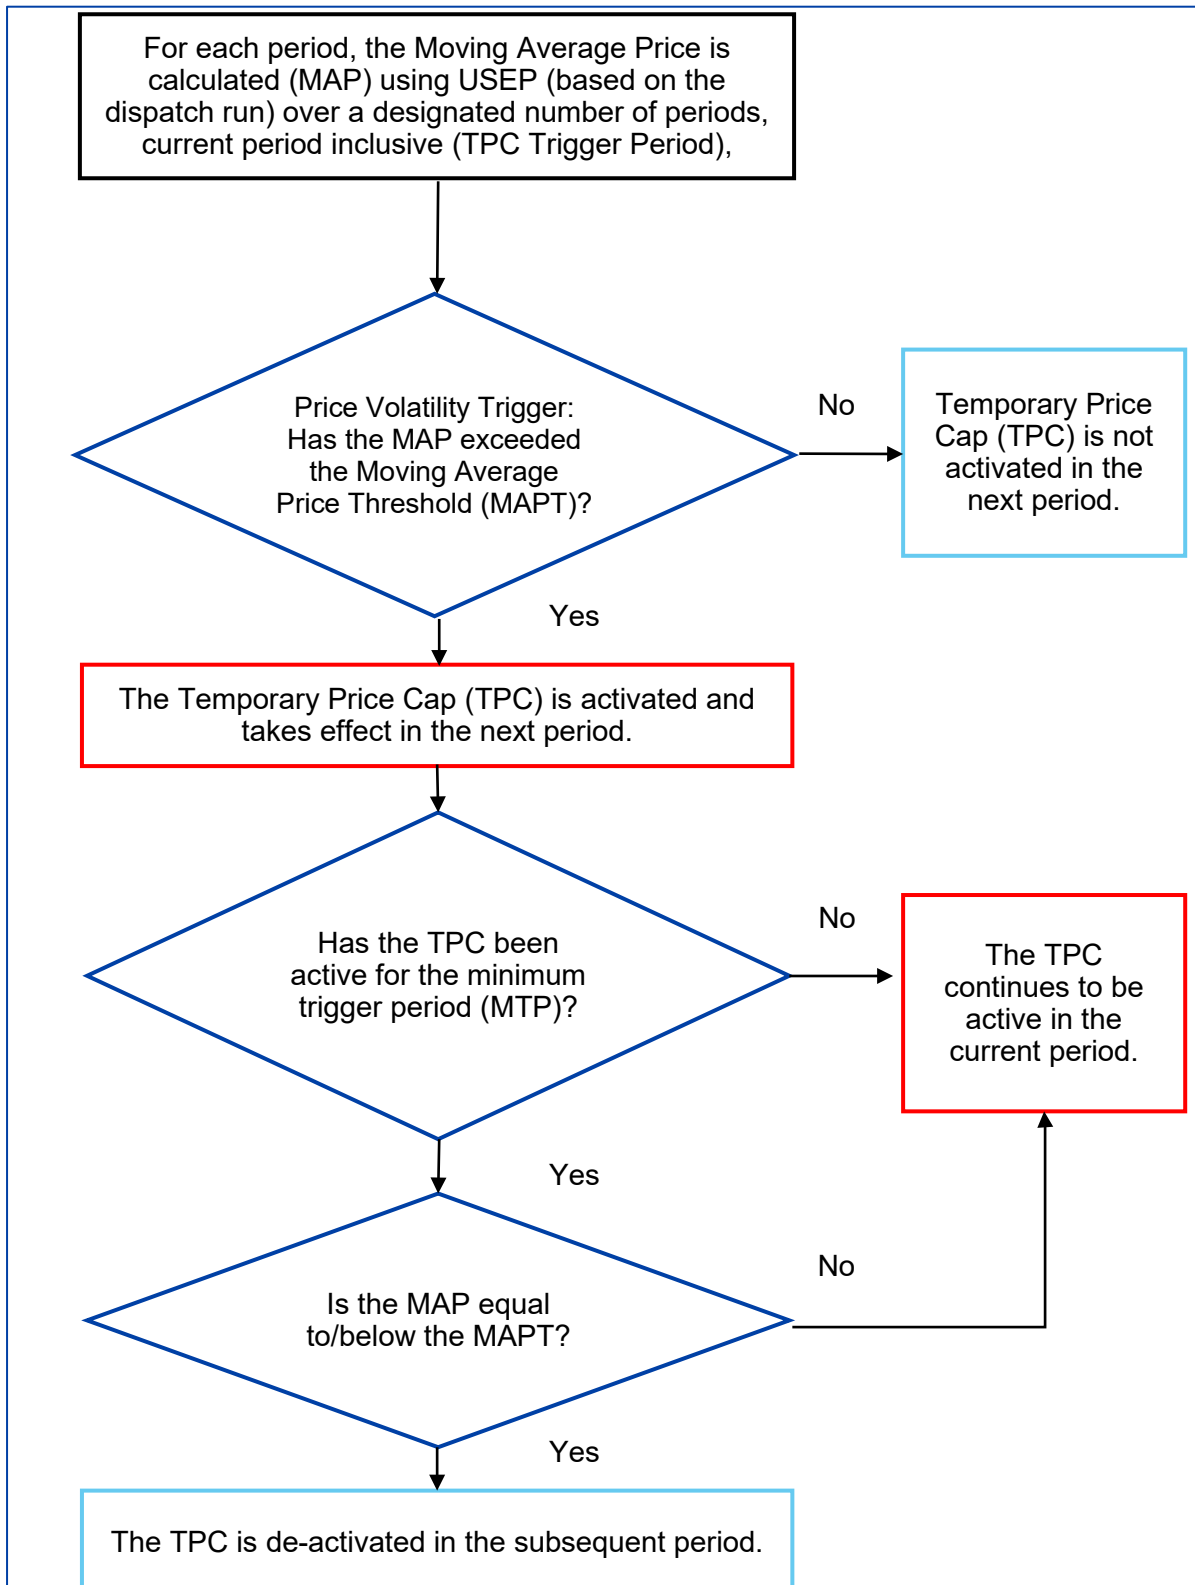 For each period, the Moving Average Price is
calculated (MAP) using USEP (based on the
dispatch run) over a designated number of periods,
current period inclusive (TPC Trigger Period),
Price Volatility Trigger:
Has the MAP exceeded
the Moving Average
Price Threshold (MAPT)?
No
Temporary Price
Cap (TPC) is not
activated in the
next period.
Yes
The Temporary Price Cap (TPC) is activated and
takes effect in the next period.
Has the TPC been
active for the minimum
trigger period (MTP)?
No
The TPC
continues to be
active in the
current period.
Yes
Is the MAP equal
to/below the MAPT?
No
Yes
The TPC is de-activated in the subsequent period.